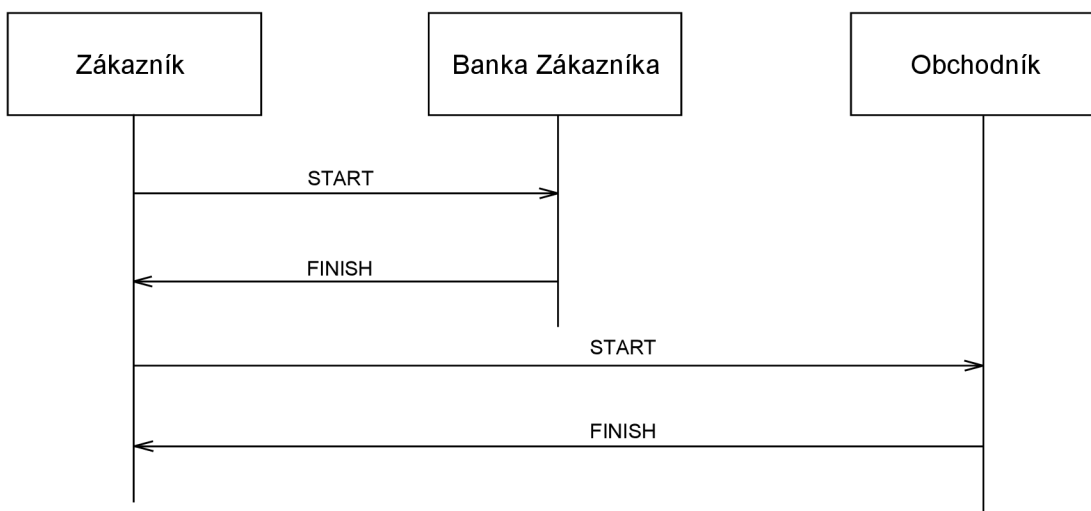 Zákazník
Banka Zákazníka
Obchodník
START
FINISH
START
FINISH